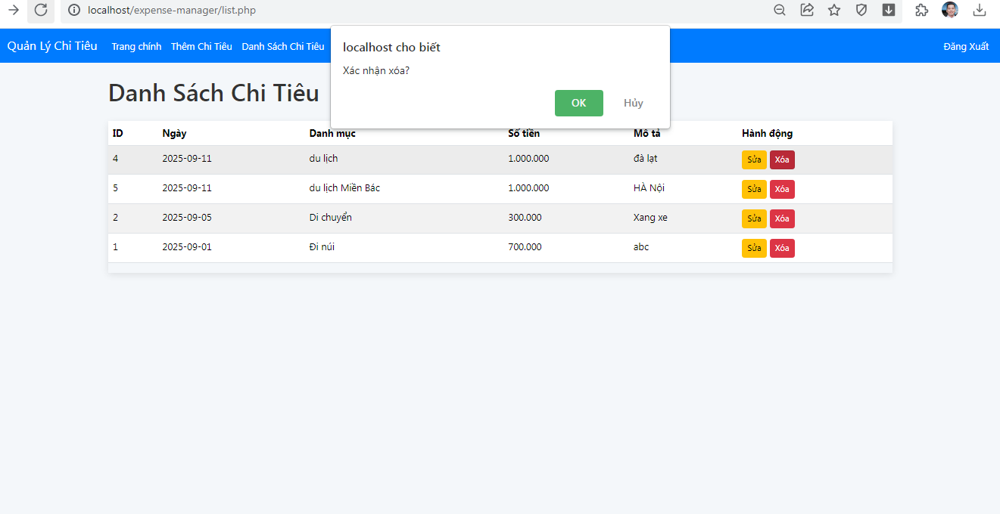 localhost/expense-manager/list.php
Quản Lý Chi Tiêu Trang chính Thêm Chi Tiêu Danh Sách Chi Tiêu Đăng Xuất
localhost cho biết
Xác nhận xóa?
OK Hủy
Danh Sách Chi Tiêu
ID Ngày Danh mục Số tiền Mô tả Hành động
4 2025-09-11 du lịch 1.000.000 đà lạt Sửa Xóa
5 2025-09-11 du lịch Miền Bác 1.000.000 HÀ Nội Sửa Xóa
2 2025-09-05 Di chuyển 300.000 Xang xe Sửa Xóa
1 2025-09-01 Đi núi 700.000 abc Sửa Xóa